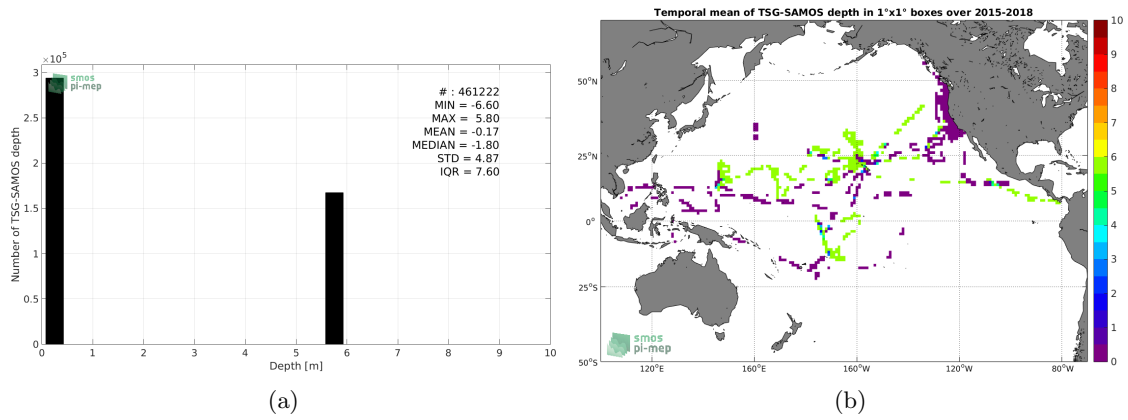 ×10⁵
3
2.5
2
1.5
1
0.5
0
Number of TSG-SAMOS depth
smos
pi-mep
# : 461222
MIN = -6.60
MAX = 5.80
MEAN = -0.17
MEDIAN = -1.80
STD = 4.87
IQR = 7.60
0 1 2 3 4 5 6 7 8 9 10
Depth [m]
(a)
Temporal mean of TSG-SAMOS depth in 1°x1° boxes over 2015-2018
50°N
25°N
0°
25°S
50°S
smos
pi-mep
120°E 160°E 160°W 120°W 80°W
10
9
8
7
6
5
4
3
2
1
0
(b)